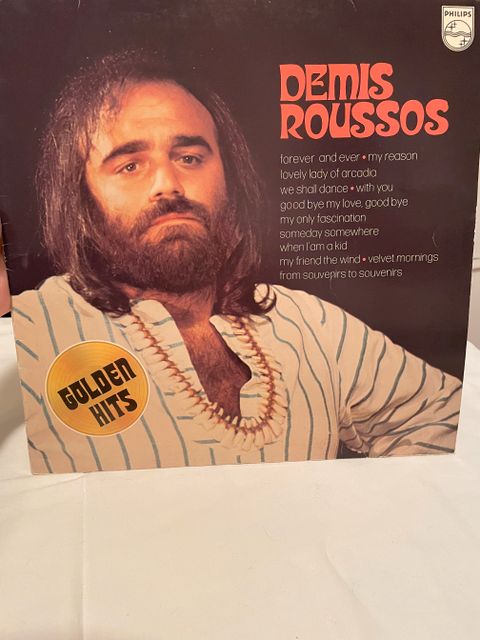 PHILIPS
DEMIS
ROUSSOS
forever and ever • my reason
lovely lady of arcadia
we shall dance • with you
good bye my love, good bye
my only fascination
someday somewhere
when I am a kid
my friend the wind • velvet mornings
from souvenirs to souvenirs
GOLDEN
HITS